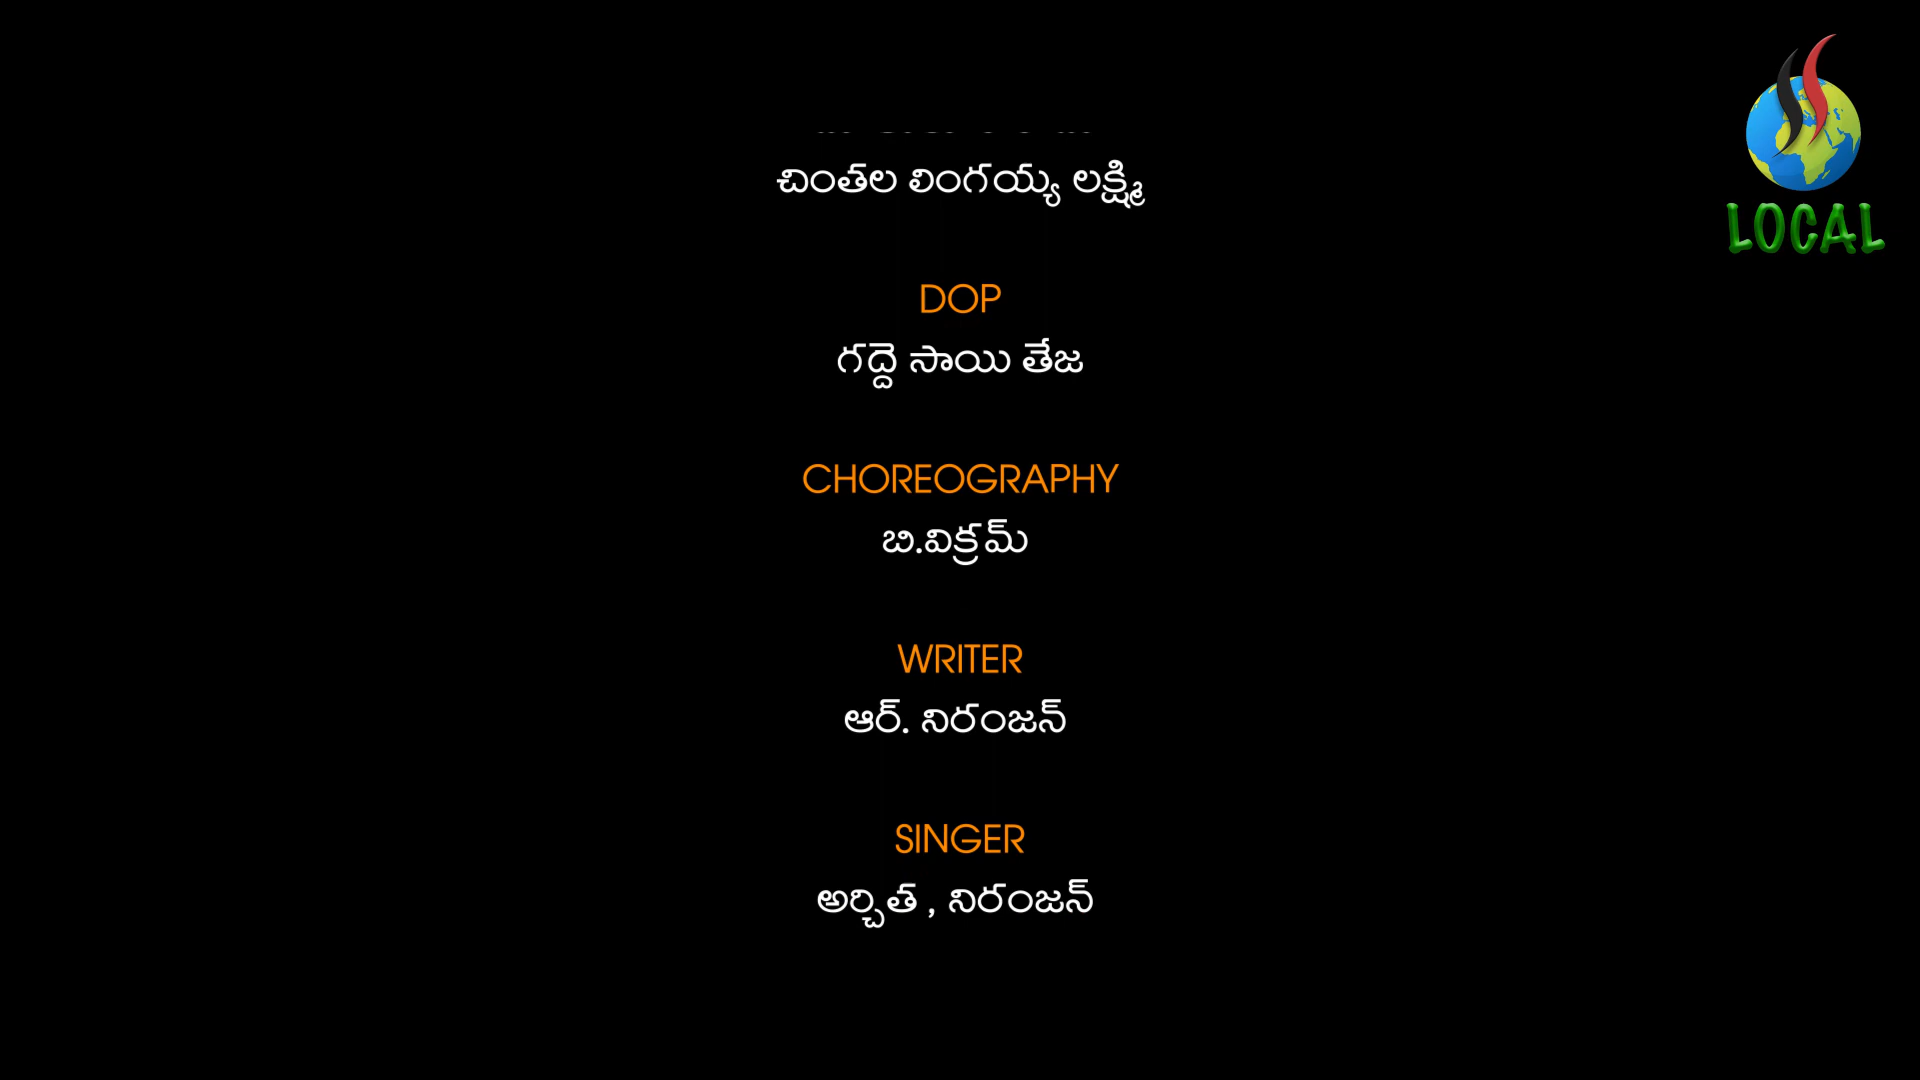 చింతల లింగయ్య లక్ష్మి
DOP
గద్దె సాయి తేజ
CHOREOGRAPHY
బి.విక్రమ్
WRITER
ఆర్. నిరంజన్
SINGER
అర్చిత , నిరంజన్
LOCAL